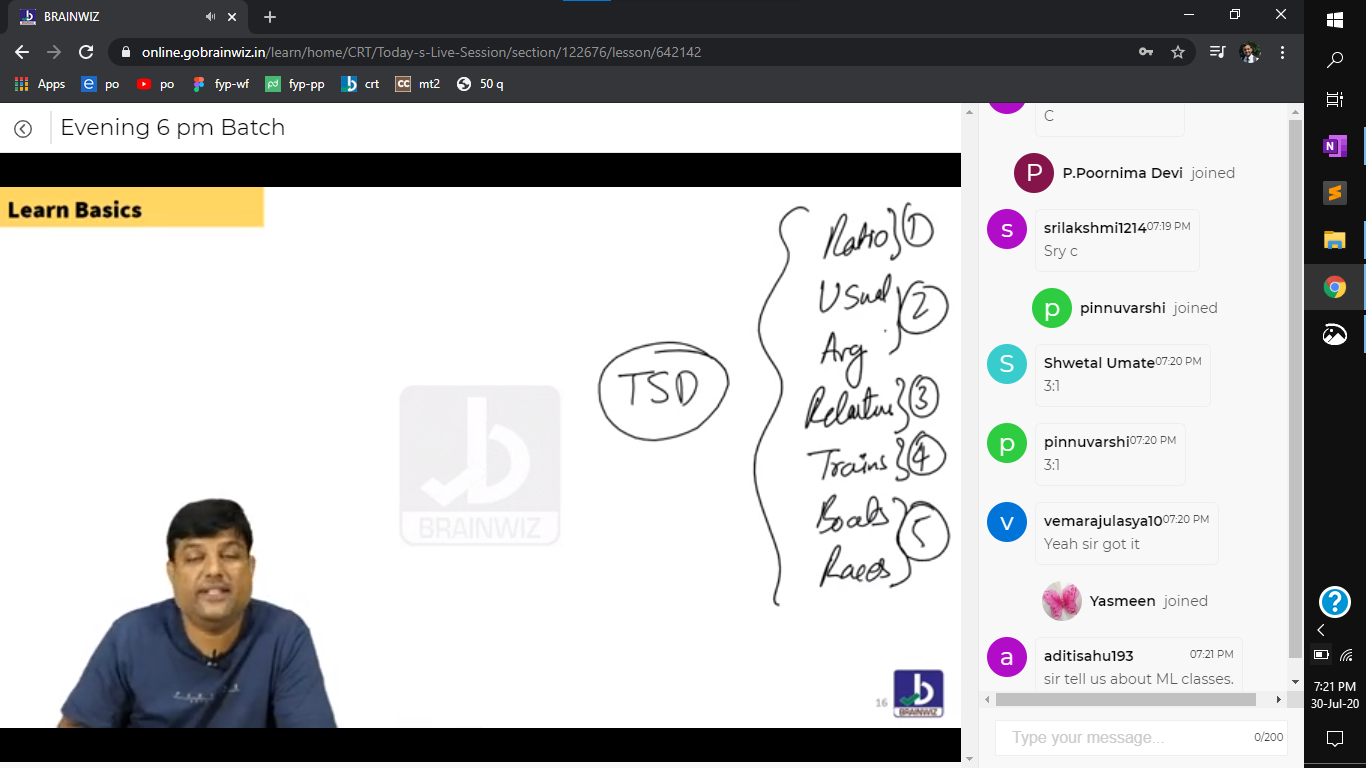 BRAINWIZ
online.gobrainwiz.in/learn/home/CRT/Today-s-Live-Session/section/122676/lesson/642142
Apps
po
po
fyp-wf
fyp-pp
crt
CC
mt2
50 q
Evening 6 pm Batch
Learn Basics
TSD
Ratio 1
Usual
Avg
2
Relative 3
Trains 4
Boats
Races
5
BRAINWIZ
16
BRAINWIZ
C
P
P.Poornima Devi joined
s
srilakshmi1214 07:19 PM
Sry c
p
pinnuvarshi joined
S
Shwetal Umate 07:20 PM
3:1
p
pinnuvarshi 07:20 PM
3:1
v
vemarajulasya10 07:20 PM
Yeah sir got it
Yasmeen joined
a
aditisahu193 07:21 PM
sir tell us about ML classes.
Type your message...
0/200
N
?
7:21 PM
30-Jul-20